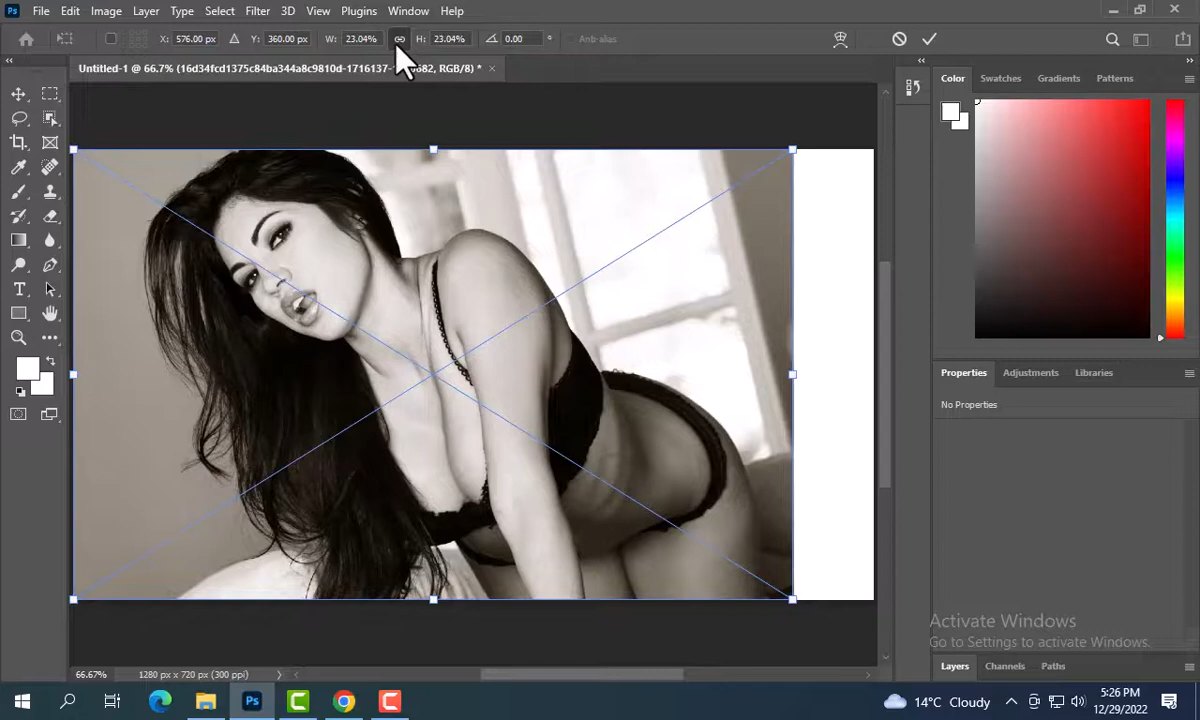 Ps File Edit Image Layer Type Select Filter 3D View Plugins Window Help
X: 576.00 px Y: 360.00 px W: 23.04% H: 23.04% 0.00 ° Anti-alias
Untitled-1 @ 66.7% (16d34fcd1375c84ba344a8c9810d-1716137- 682, RGB/8) * ×
Color Swatches Gradients Patterns
Properties Adjustments Libraries
No Properties
Activate Windows
Go to Settings to activate Windows.
Layers Channels Paths
66.67% 1280 px x 720 px (300 ppi)
Ps
14°C Cloudy
5:26 PM
12/29/2022